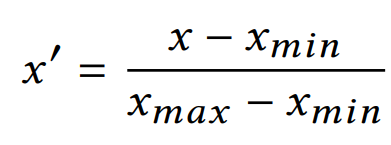 x′ = (x − x_min) / (x_max − x_min)